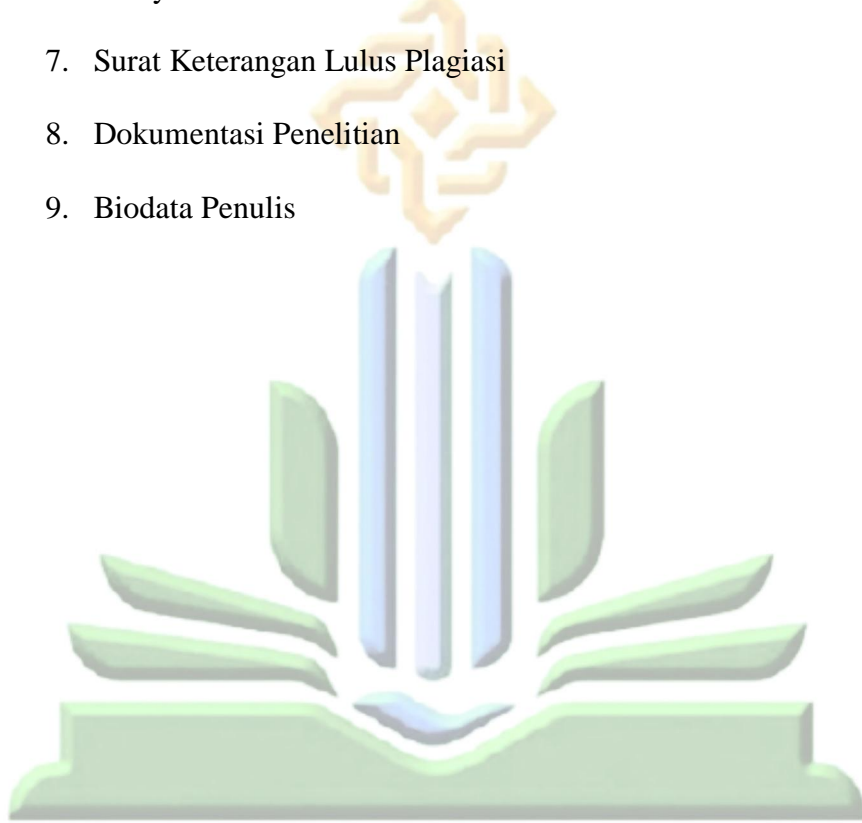 7. Surat Keterangan Lulus Plagiasi
8. Dokumentasi Penelitian
9. Biodata Penulis